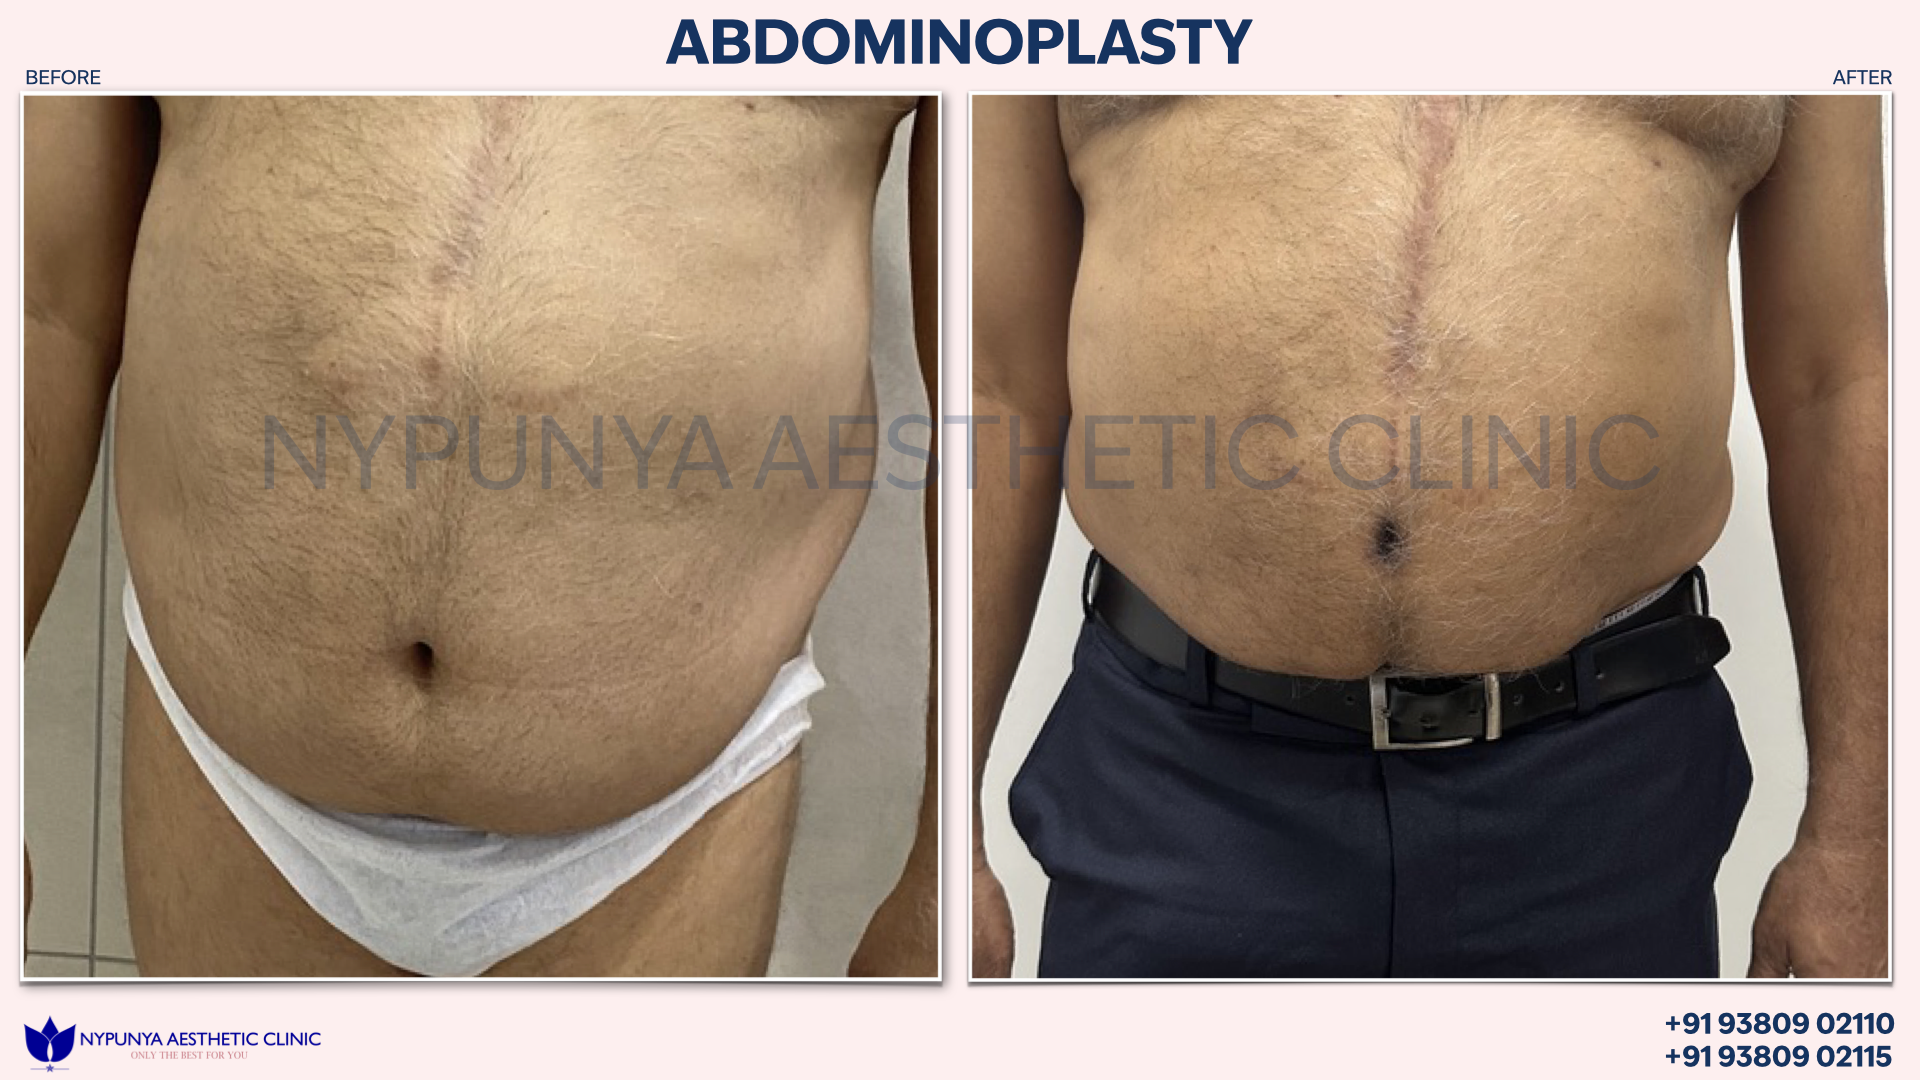 ABDOMINOPLASTY
BEFORE
AFTER
NYPUNYA AESTHETIC CLINIC
NYPUNYA AESTHETIC CLINIC
ONLY THE BEST FOR YOU
+91 93809 02110
+91 93809 02115